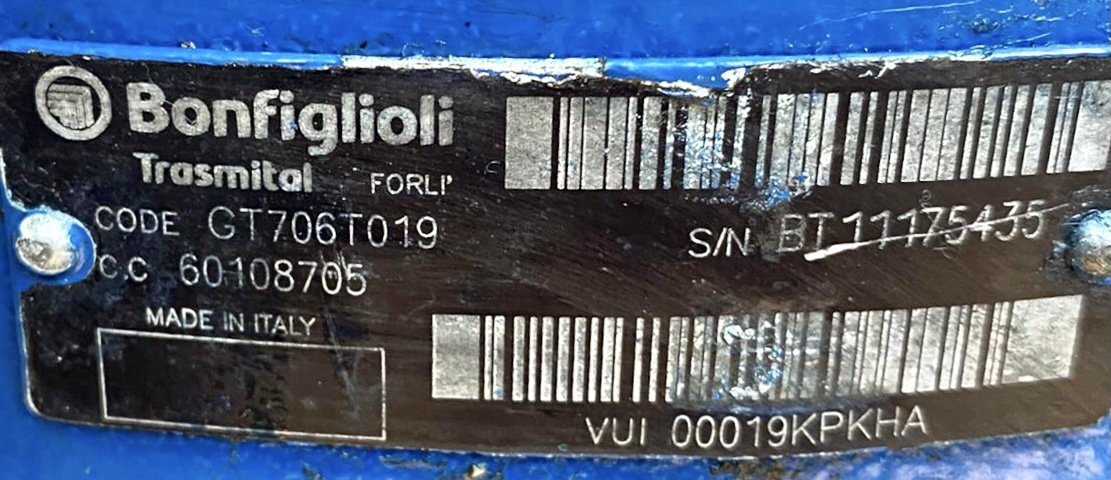 Bonfiglioli
Trasmital FORLI'
CODE GT706T019
C.C 60108705
MADE IN ITALY
S/N BT11175435
VUI 00019KPKHA